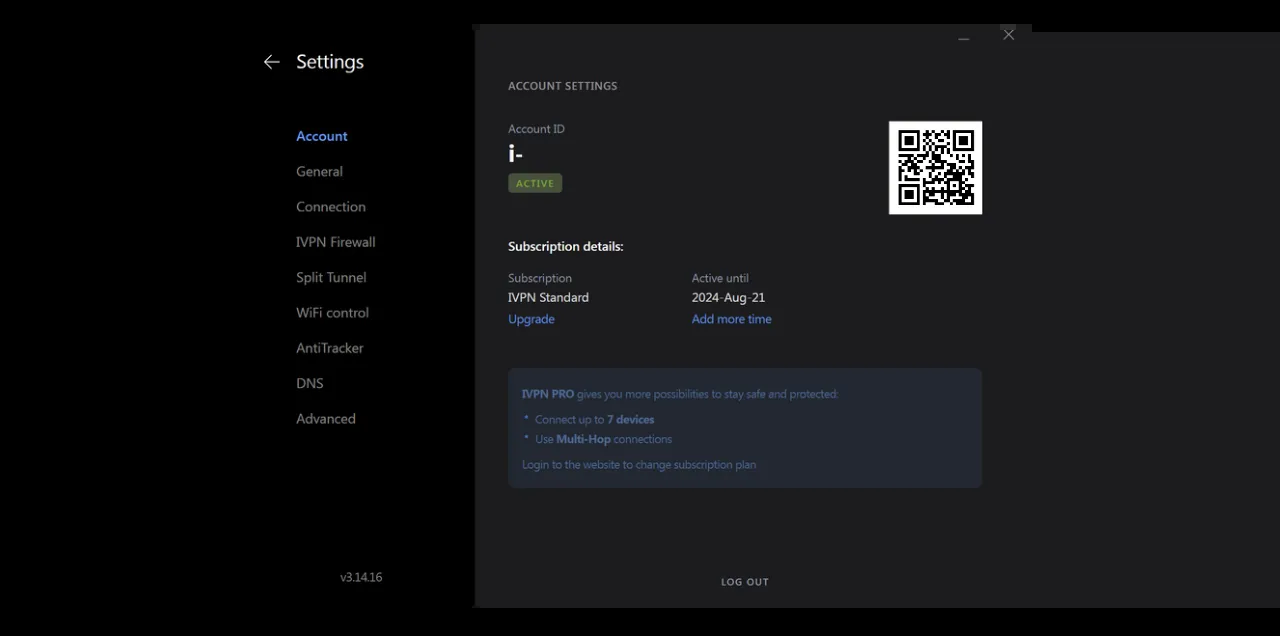 Settings
Account
General
Connection
IVPN Firewall
Split Tunnel
WiFi control
AntiTracker
DNS
Advanced
v3.14.16
ACCOUNT SETTINGS
Account ID
i-
ACTIVE
Subscription details:
Subscription
IVPN Standard
Upgrade
Active until
2024-Aug-21
Add more time
IVPN PRO gives you more possibilities to stay safe and protected:
• Connect up to 7 devices
• Use Multi-Hop connections
Login to the website to change subscription plan
LOG OUT